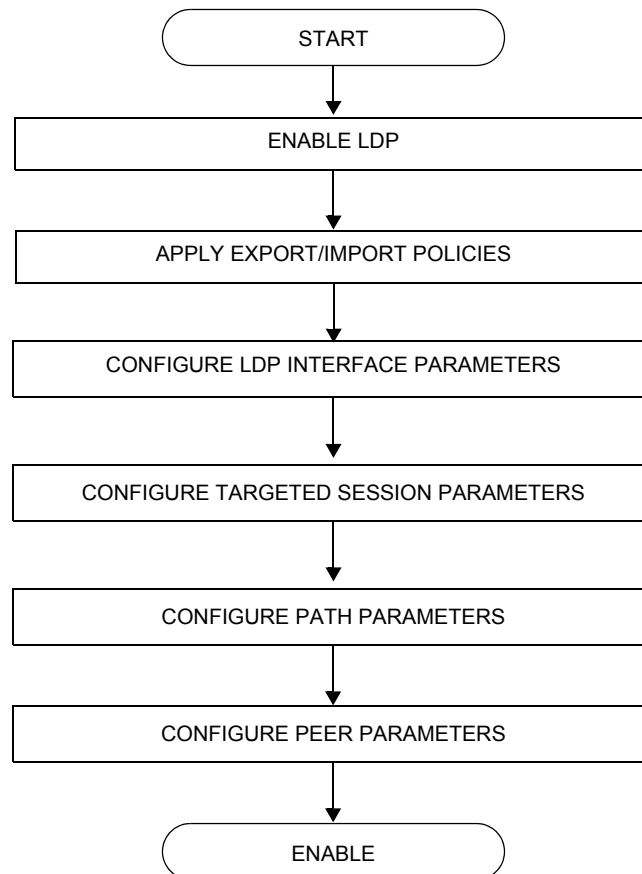 START
ENABLE LDP
APPLY EXPORT/IMPORT POLICIES
CONFIGURE LDP INTERFACE PARAMETERS
CONFIGURE TARGETED SESSION PARAMETERS
CONFIGURE PATH PARAMETERS
CONFIGURE PEER PARAMETERS
ENABLE